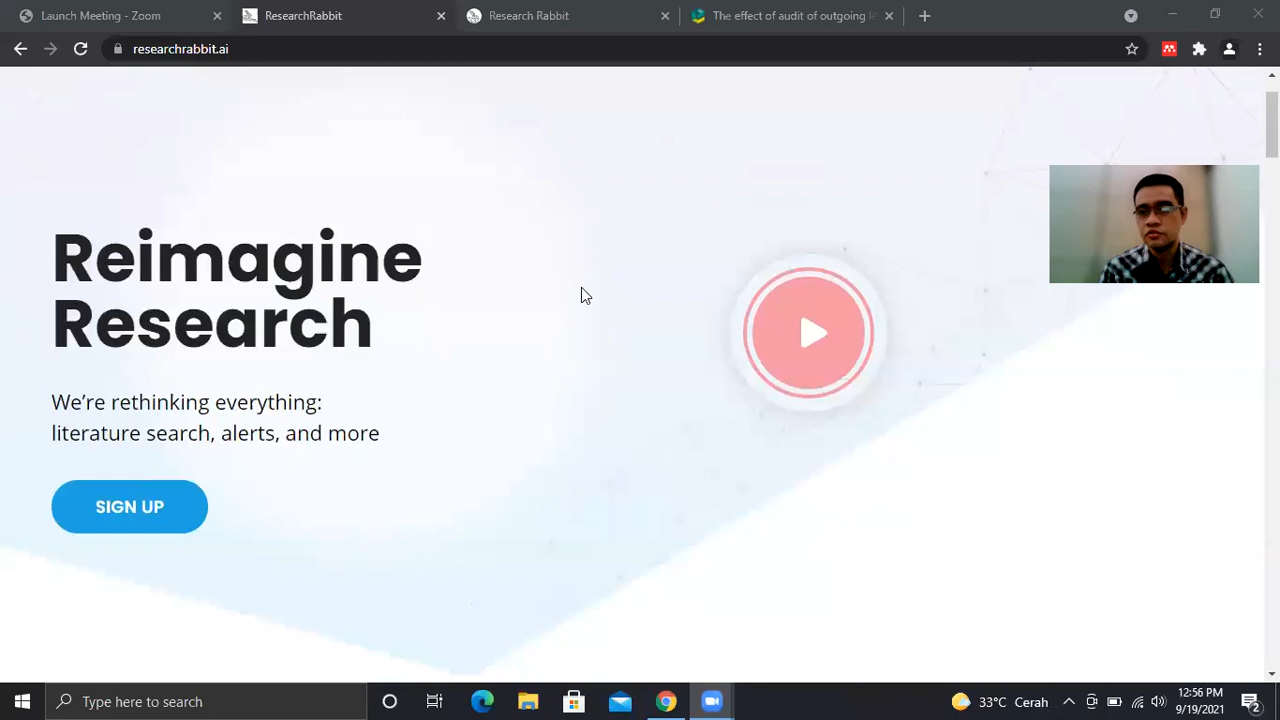 Launch Meeting - Zoom
ResearchRabbit
Research Rabbit
The effect of audit of outgoing le
researchrabbit.ai
Reimagine
Research
We're rethinking everything:
literature search, alerts, and more
SIGN UP
Type here to search
33°C Cerah
12:56 PM
9/19/2021
2